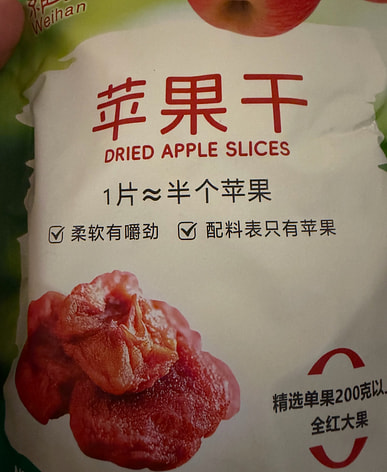 Weihan
苹果干
DRIED APPLE SLICES
1片≈半个苹果
柔软有嚼劲 配料表只有苹果
精选单果200克以
全红大果